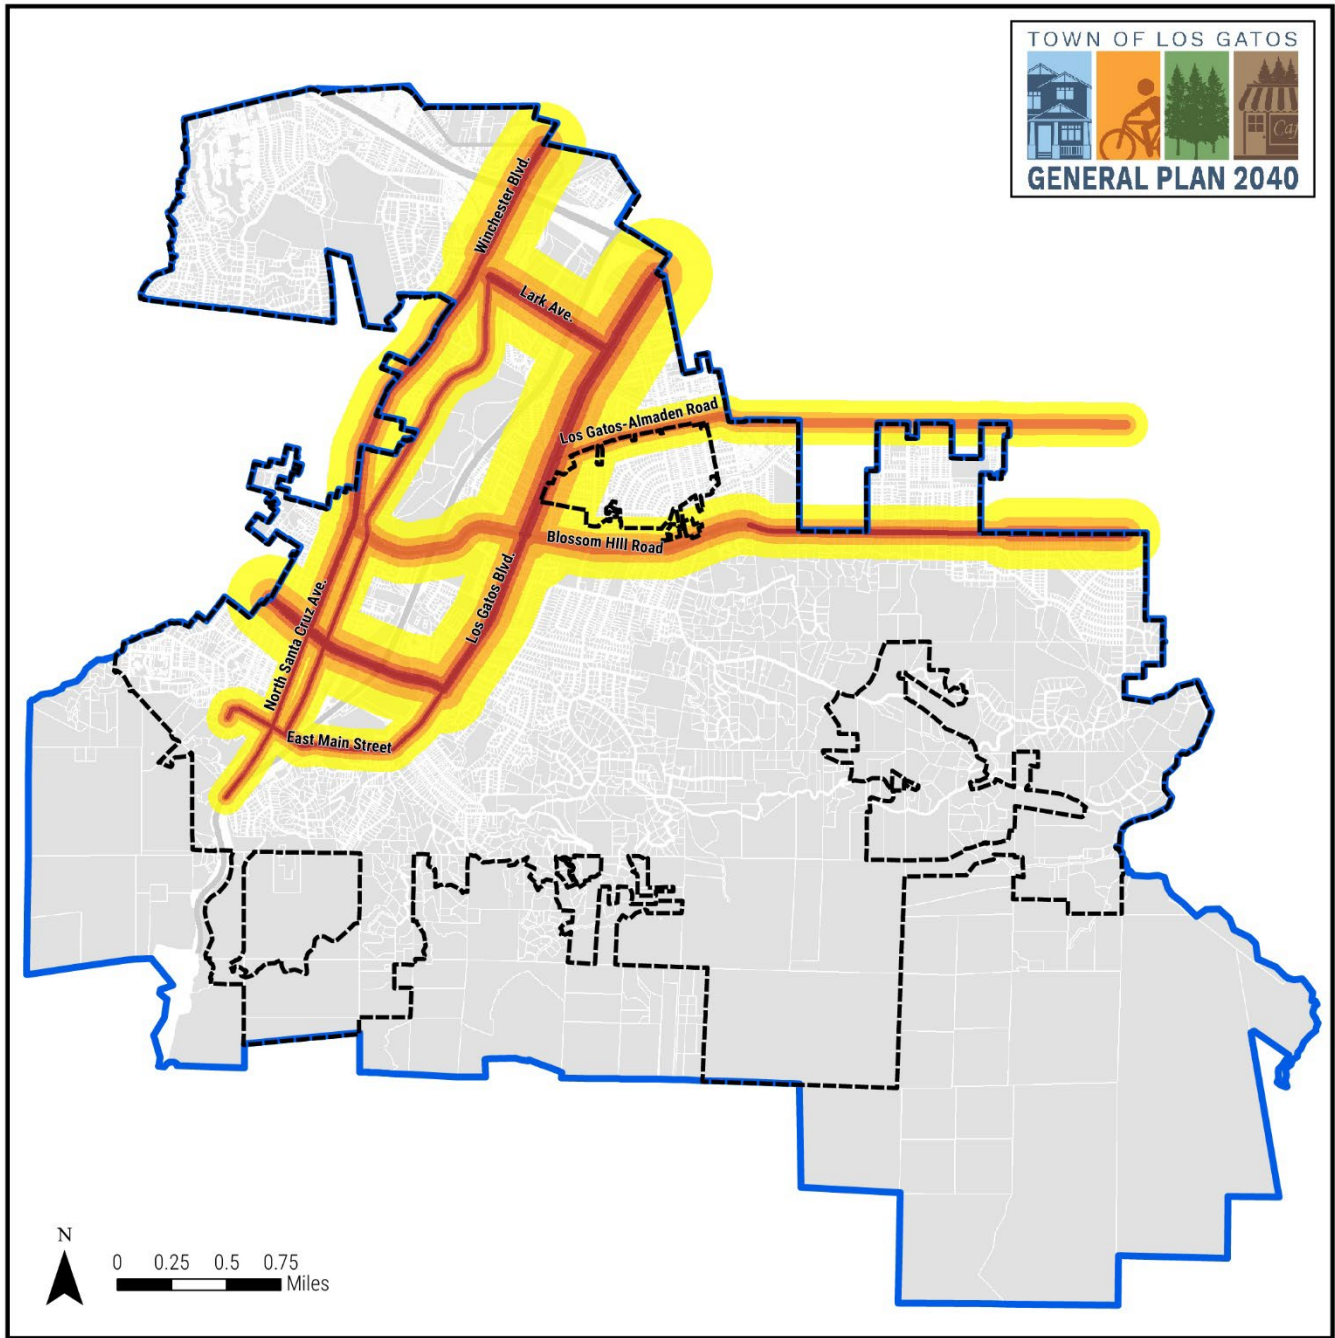 TOWN OF LOS GATOS
Caf
GENERAL PLAN 2040
Winchester Blvd.
Lark Ave.
Los Gatos-Almaden Road
Blossom HIll Road
Los Gatos Blvd.
North Santa Cruz Ave.
East Main Street
N
0 0.25 0.5 0.75
Miles